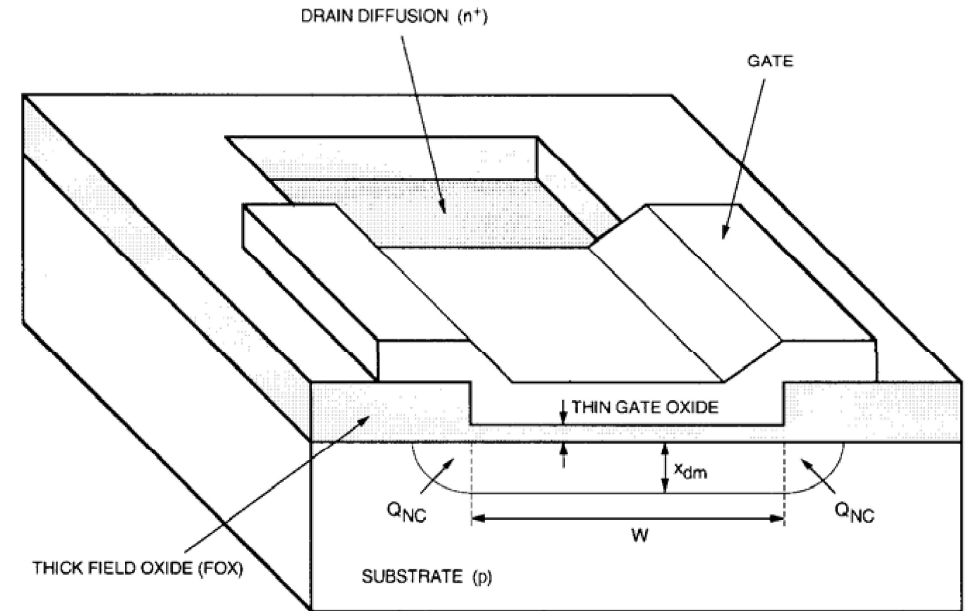 DRAIN DIFFUSION (n⁺)
GATE
THIN GATE OXIDE
x_dm
Q_NC
Q_NC
W
THICK FIELD OXIDE (FOX)
SUBSTRATE (p)